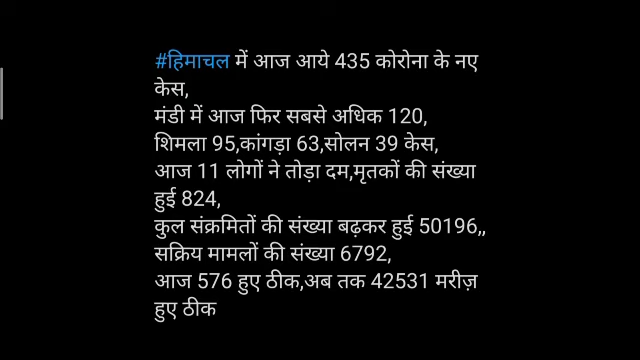 #हिमाचल में आज आये 435 कोरोना के नए
केस,
मंडी में आज फिर सबसे अधिक 120,
शिमला 95,कांगड़ा 63,सोलन 39 केस,
आज 11 लोगों ने तोड़ा दम,मृतकों की संख्या
हुई 824,
कुल संक्रमितों की संख्या बढ़कर हुई 50196,,
सक्रिय मामलों की संख्या 6792,
आज 576 हुए ठीक,अब तक 42531 मरीज़
हुए ठीक